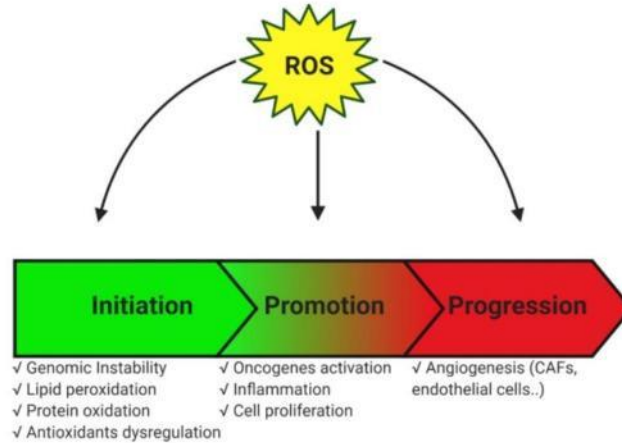 ROS
Initiation
Promotion
Progression
√ Genomic Instability
√ Lipid peroxidation
√ Protein oxidation
√ Antioxidants dysregulation
√ Oncogenes activation
√ Inflammation
√ Cell proliferation
√ Angiogenesis (CAFs,
endothelial cells..)